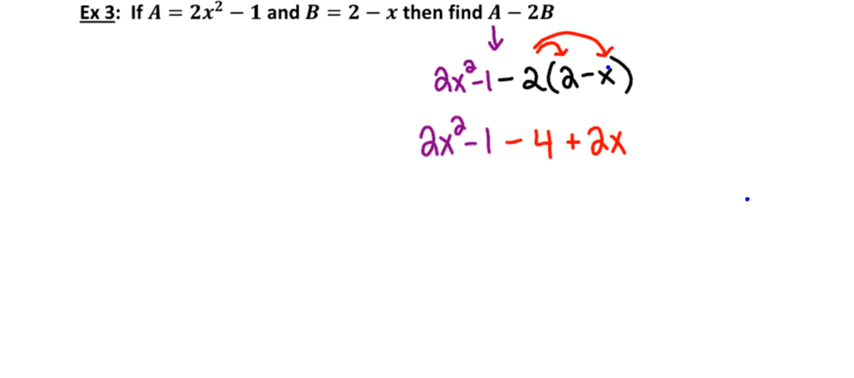 Ex 3: If A = 2x² − 1 and B = 2 − x then find A − 2B
2x²-1-2(2-x)
2x²-1-4+2x